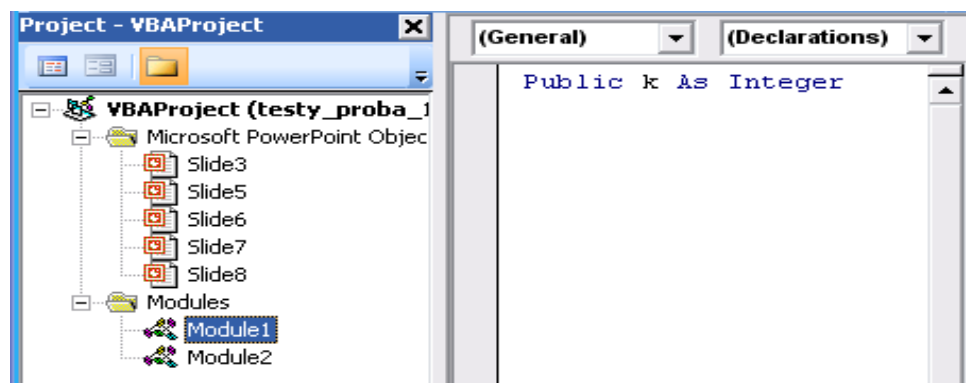 Project - VBAProject
VBAProject (testy_proba_1
Microsoft PowerPoint Objec
Slide3
Slide5
Slide6
Slide7
Slide8
Modules
Module1
Module2
(General)
(Declarations)
Public k As Integer